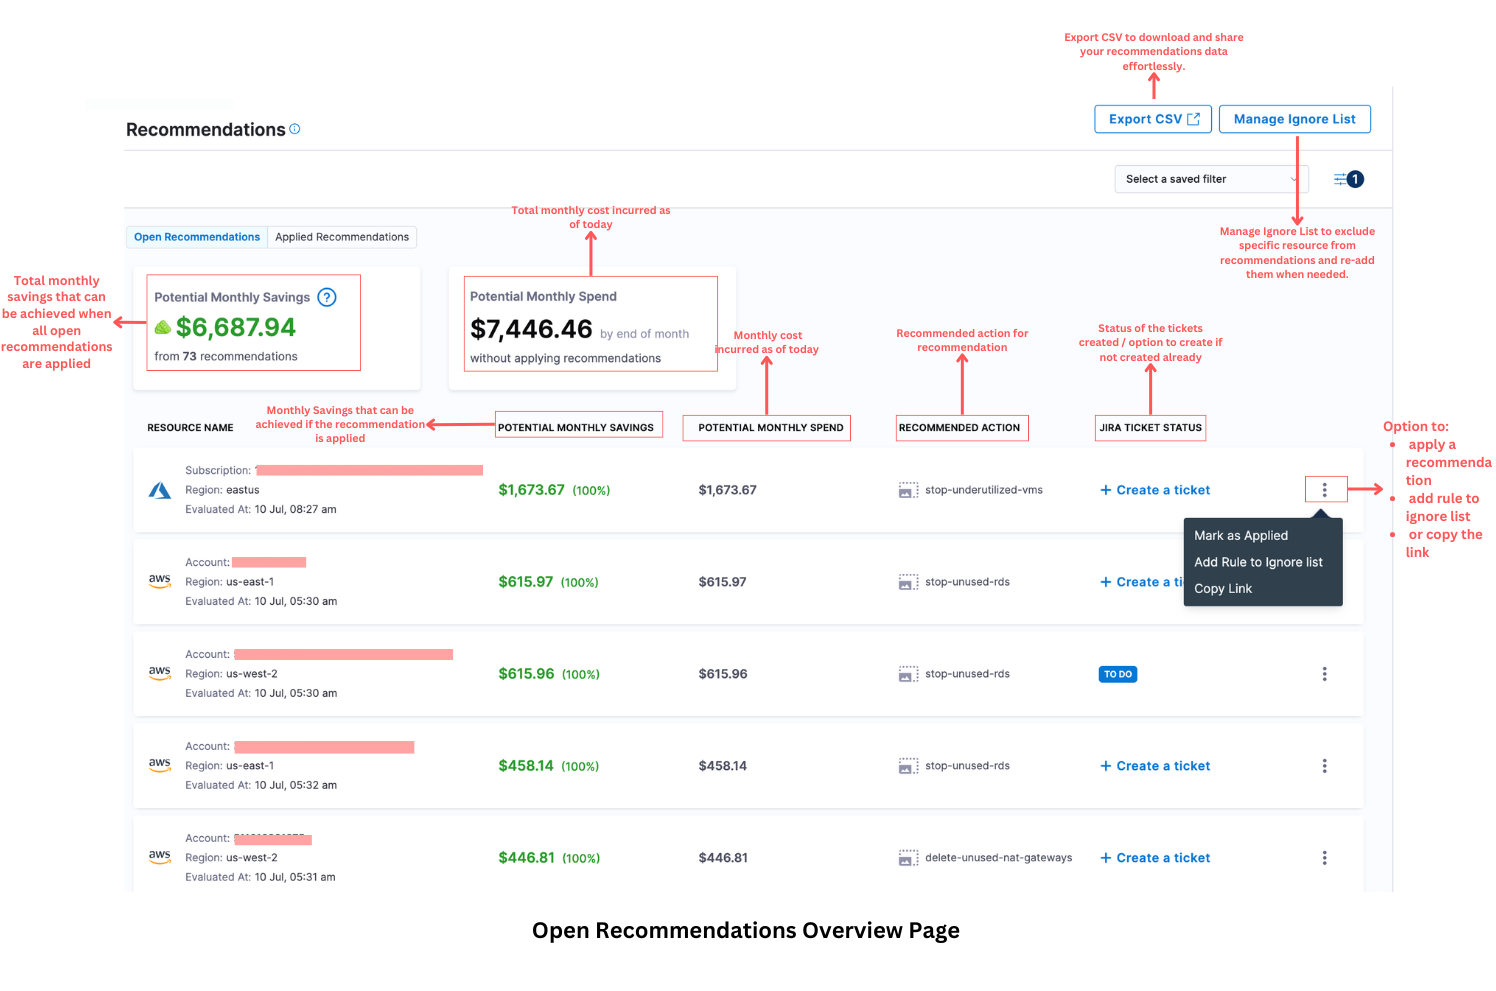 Export CSV to download and share
your recommendations data
effortlessly.
Recommendations
Export CSV
Manage Ignore List
Select a saved filter
1
Total monthly cost incurred as
of today
Manage Ignore List to exclude
specific resource from
recommendations and re-add
them when needed.
Open Recommendations
Applied Recommendations
Total monthly
savings that can
be achieved when
all open
recommendations
are applied
Potential Monthly Savings ?
$6,687.94
from 73 recommendations
Potential Monthly Spend
$7,446.46 by end of month
without applying recommendations
Monthly cost
incurred as of today
Recommended action for
recommendation
Status of the tickets
created / option to create if
not created already
Monthly Savings that can be
achieved if the recommendation
is applied
RESOURCE NAME
POTENTIAL MONTHLY SAVINGS
POTENTIAL MONTHLY SPEND
RECOMMENDED ACTION
JIRA TICKET STATUS
Option to:
• apply a
recommenda
tion
• add rule to
ignore list
• or copy the
link
Subscription:
Region: eastus
Evaluated At: 10 Jul, 08:27 am
$1,673.67 (100%)
$1,673.67
stop-underutilized-vms
+ Create a ticket
Mark as Applied
Add Rule to Ignore list
Copy Link
aws
Account:
Region: us-east-1
Evaluated At: 10 Jul, 05:30 am
$615.97 (100%)
$615.97
stop-unused-rds
+ Create a ti
aws
Account:
Region: us-west-2
Evaluated At: 10 Jul, 05:30 am
$615.96 (100%)
$615.96
stop-unused-rds
TO DO
aws
Account:
Region: us-east-1
Evaluated At: 10 Jul, 05:32 am
$458.14 (100%)
$458.14
stop-unused-rds
+ Create a ticket
aws
Account:
Region: us-west-2
Evaluated At: 10 Jul, 05:31 am
$446.81 (100%)
$446.81
delete-unused-nat-gateways
+ Create a ticket
Open Recommendations Overview Page